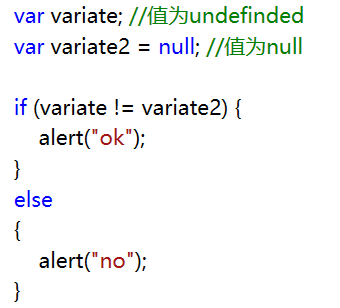 var variate; //值为undefinded
var variate2 = null; //值为null
if (variate != variate2) {
alert("ok");
}
else
{
alert("no");
}